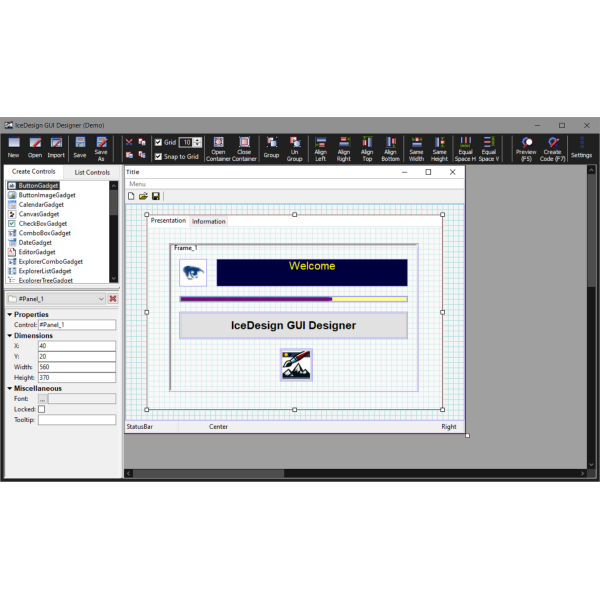 IceDesign GUI Designer (Demo)
New Open Import Save Save As Grid 10 Snap to Grid Open Container Close Container Group Un Group Align Left Align Right Align Top Align Bottom Same Width Same Height Equal Space H Equal Space V Preview (F5) Create Code (F7) Settings
Create Controls List Controls
ButtonGadget
ButtonImageGadget
CalendarGadget
CanvasGadget
CheckBoxGadget
ComboBoxGadget
DateGadget
EditorGadget
ExplorerComboGadget
ExplorerListGadget
ExplorerTreeGadget
#Panel_1
Properties
Control: #Panel_1
Dimensions
X: 40
Y: 20
Width: 560
Height: 370
Miscellaneous
Font: ...
Locked:
Tooltip:
Title
Menu
Presentation Information
Frame_1
Welcome
IceDesign GUI Designer
StatusBar Center Right